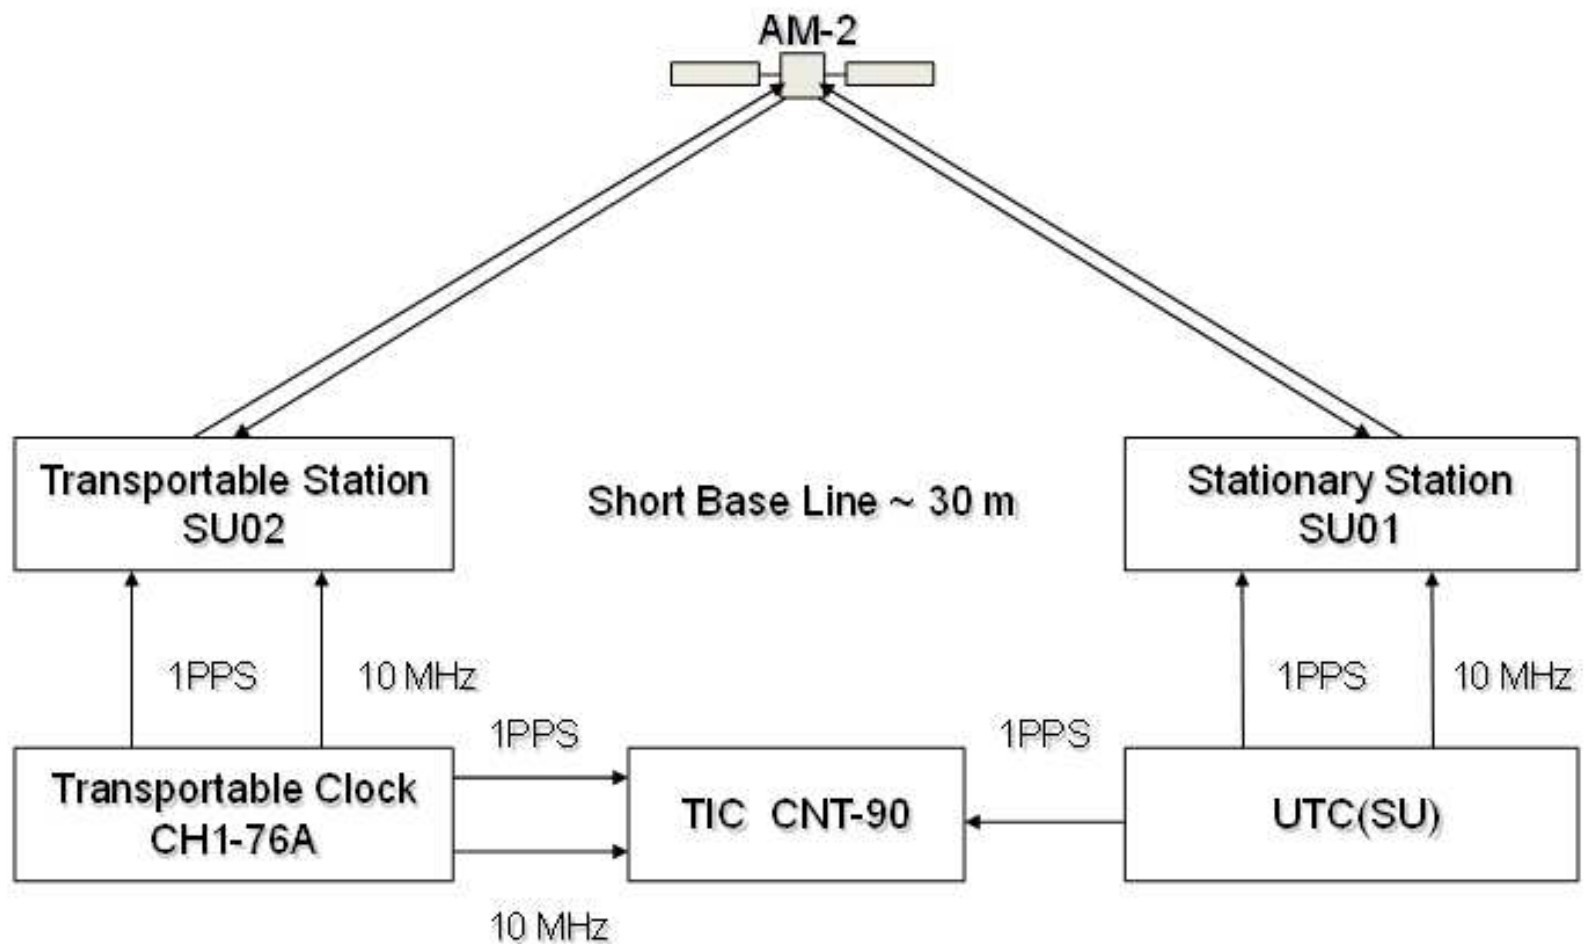 AM-2
Transportable Station
SU02
Short Base Line ~ 30 m
Stationary Station
SU01
1PPS
10 MHz
1PPS
10 MHz
1PPS
1PPS
Transportable Clock
CH1-76A
TIC CNT-90
UTC(SU)
10 MHz